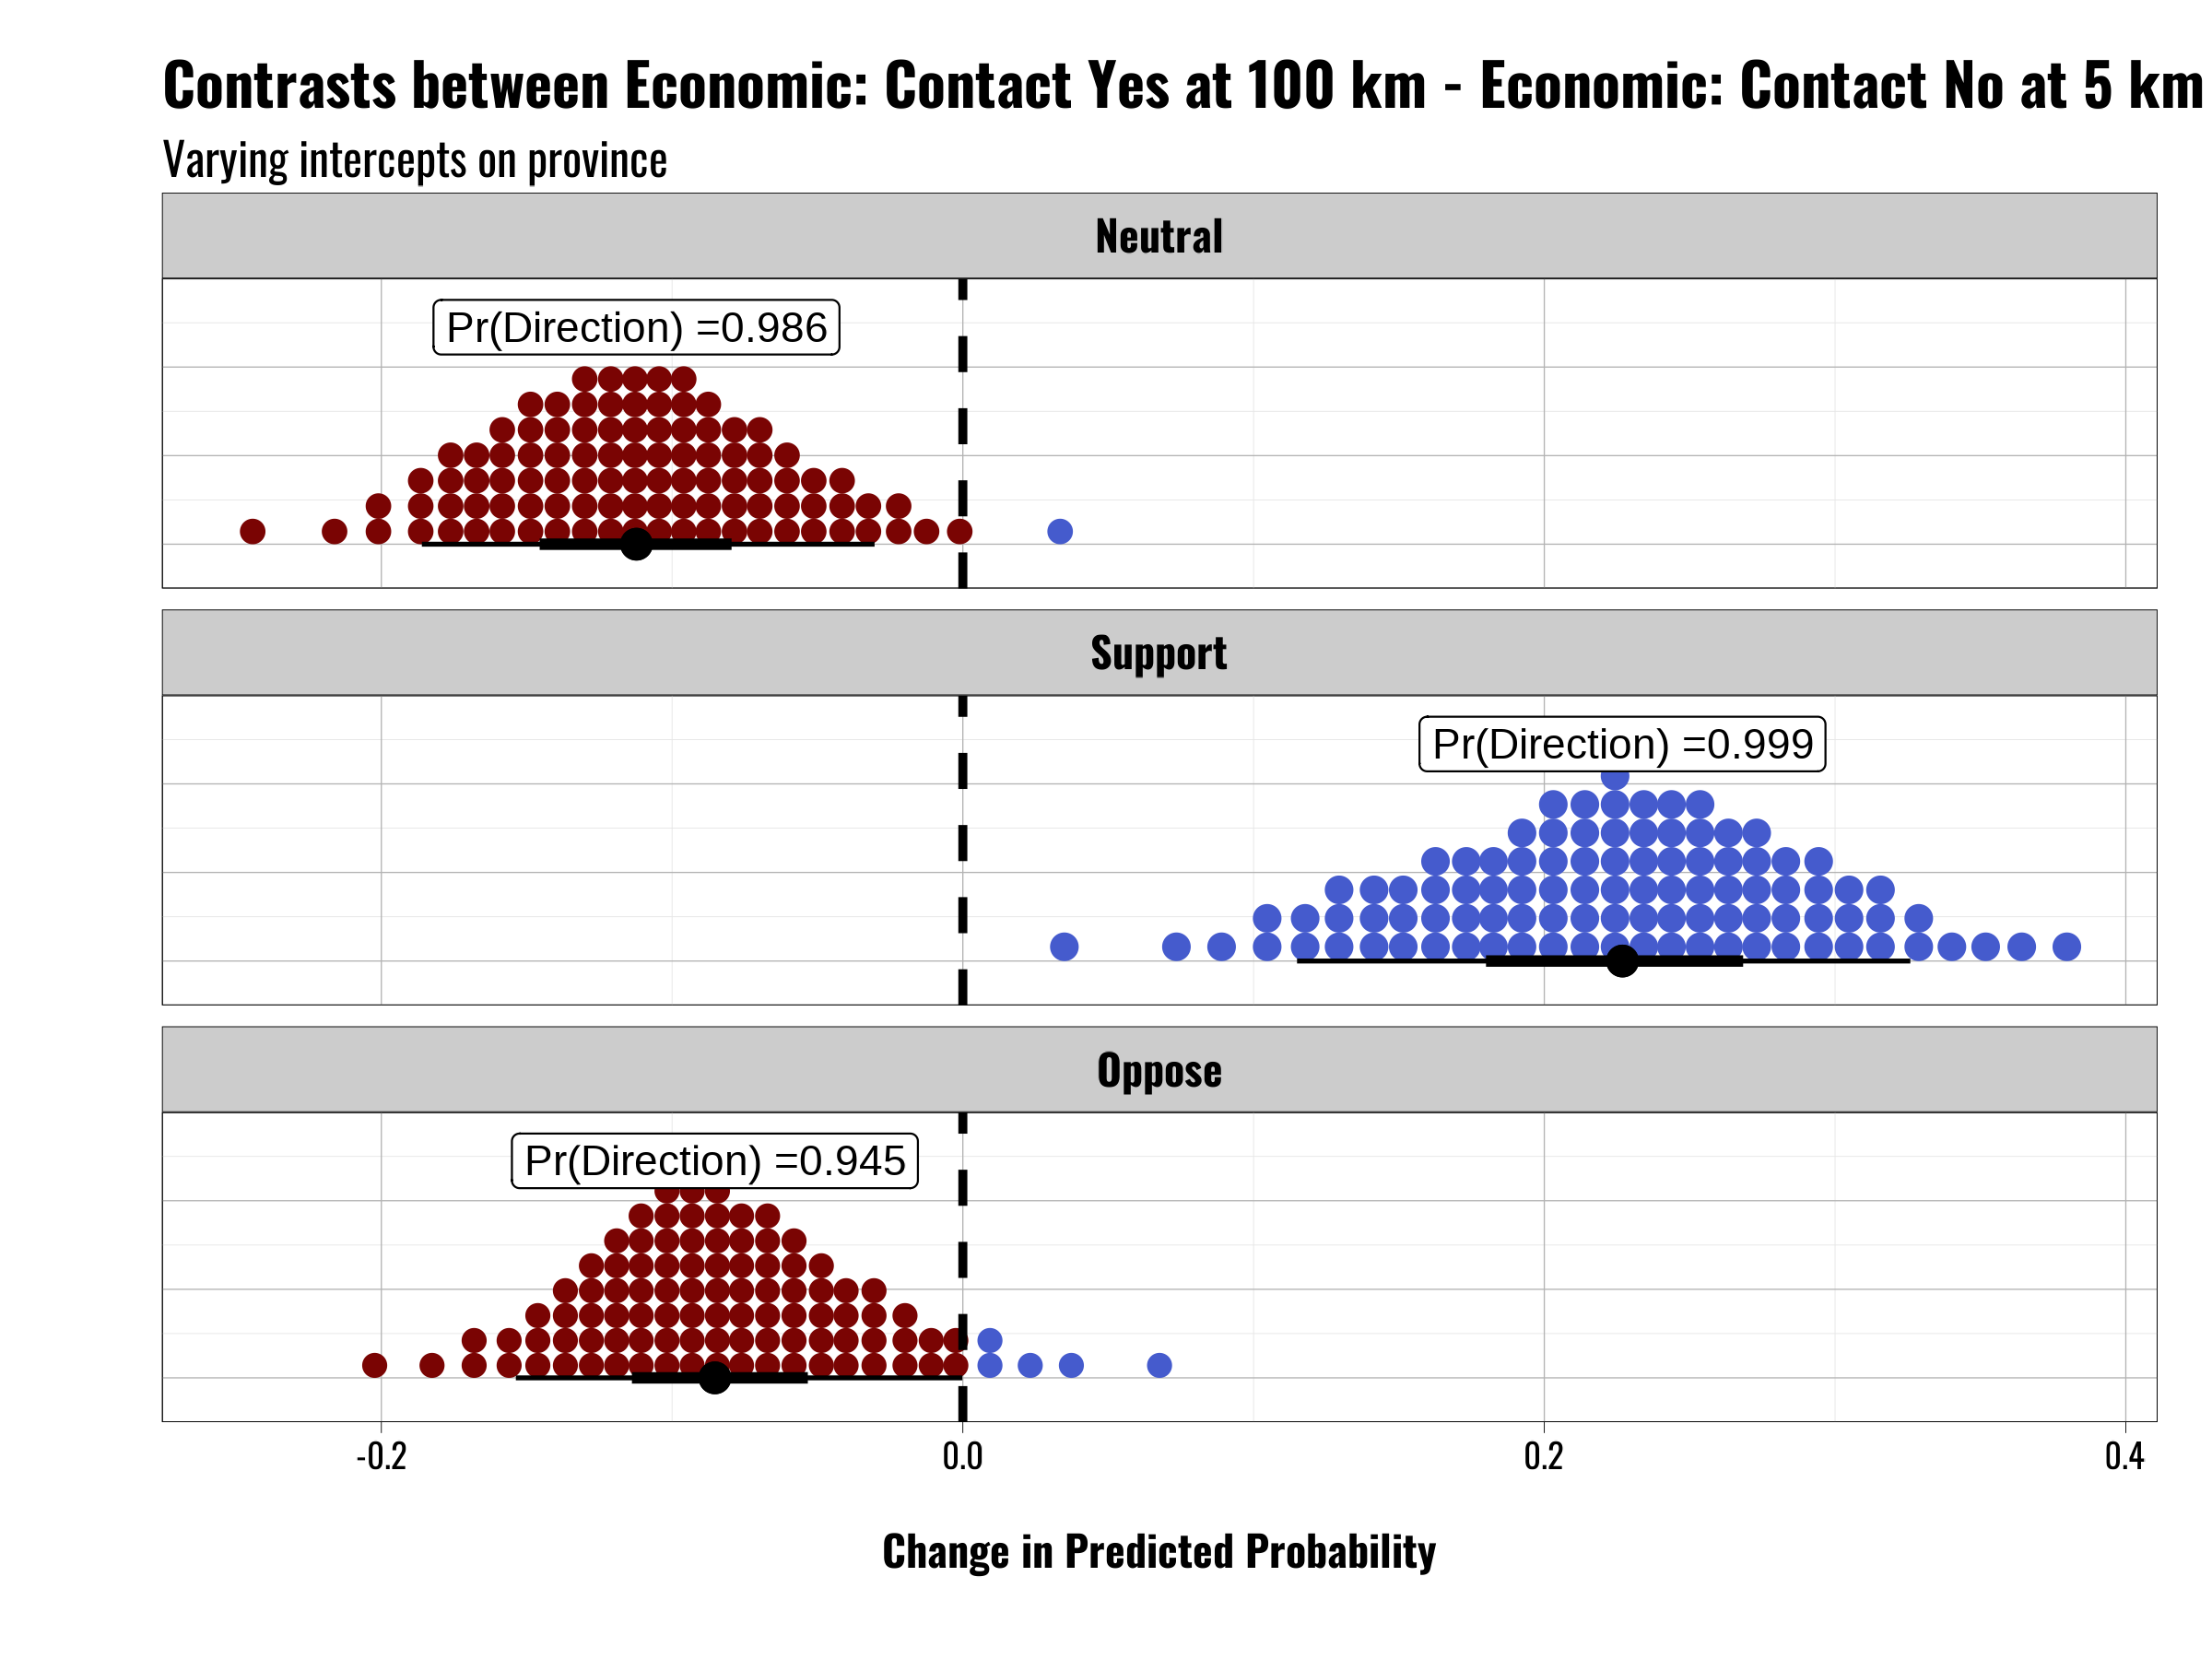 Contrasts between Economic: Contact Yes at 100 km - Economic: Contact No at 5 km
Varying intercepts on province
Neutral
Pr(Direction) =0.986
Support
Pr(Direction) =0.999
Oppose
Pr(Direction) =0.945
-0.2 0.0 0.2 0.4
Change in Predicted Probability